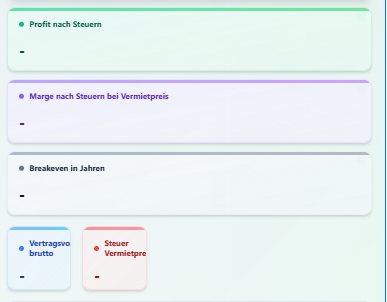 Profit nach Steuern
-
Marge nach Steuern bei Vermietpreis
-
Breakeven in Jahren
-
Vertragsvo
brutto
-
Steuer
Vermietpre
-